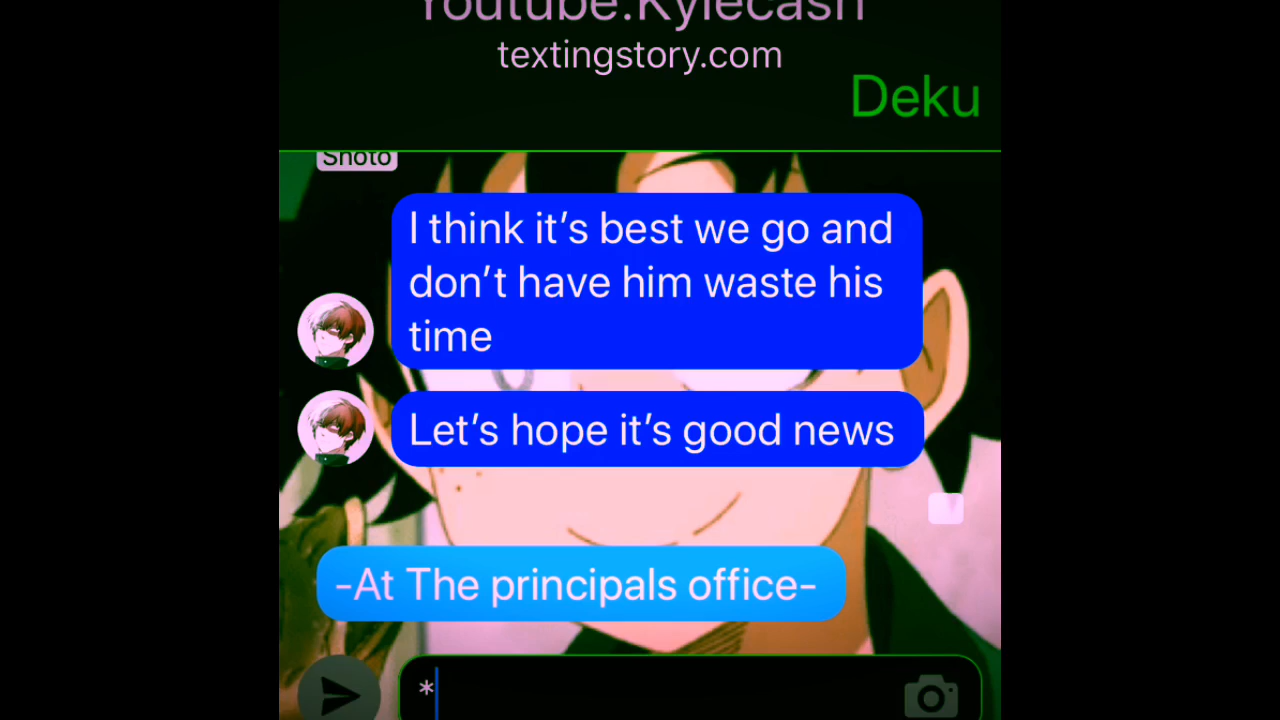 Youtube:Kylecash
textingstory.com
Deku
Shoto
I think it's best we go and
don't have him waste his
time
Let's hope it's good news
-At The principals office-
*